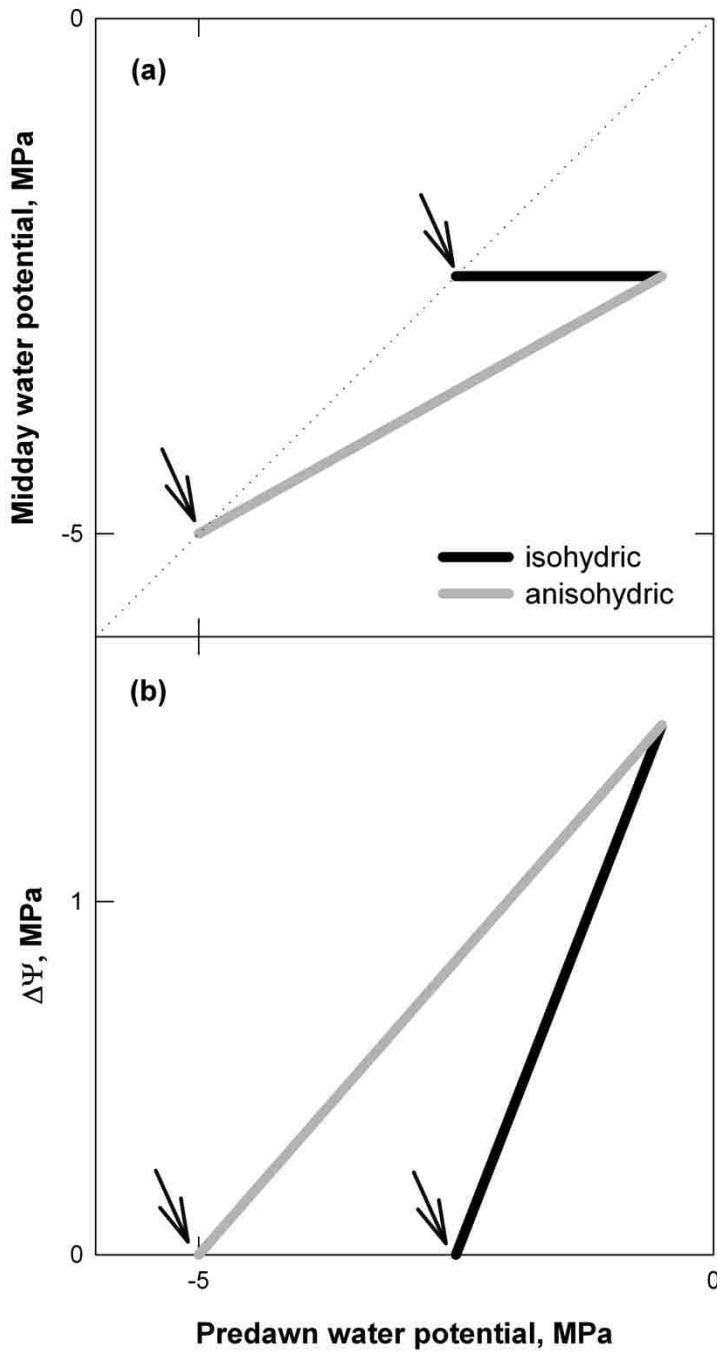 0
(a)
Midday water potential, MPa
-5
isohydric
anisohydric
(b)
1
ΔΨ, MPa
0
-5
0
Predawn water potential, MPa